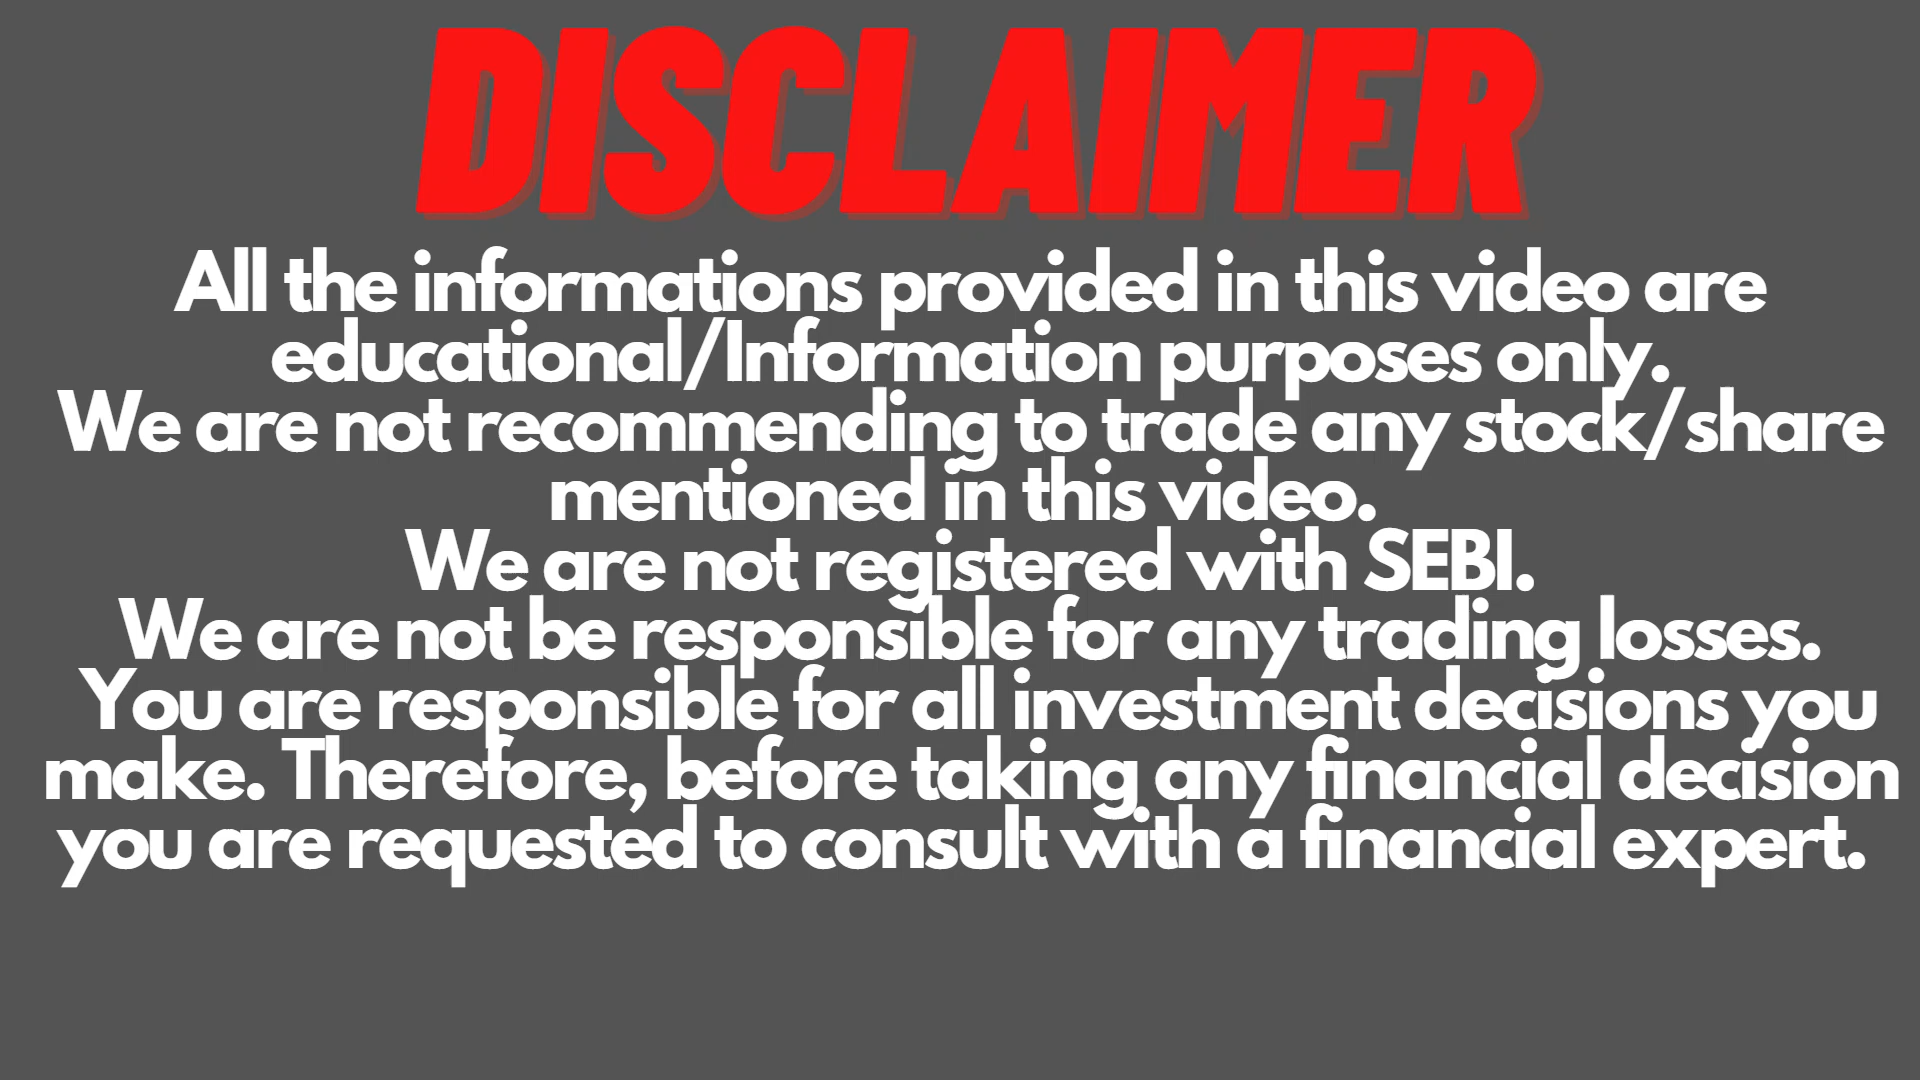 DISCLAIMER
All the informations provided in this video are
educational/Information purposes only.
We are not recommending to trade any stock/share
mentioned in this video.
We are not registered with SEBI.
We are not be responsible for any trading losses.
You are responsible for all investment decisions you
make. Therefore, before taking any financial decision
you are requested to consult with a financial expert.